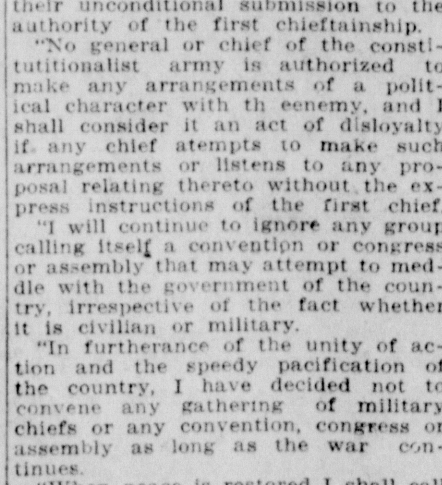 their unconditional submission to the
authority of the first chieftainship.
"No general or chief of the consti-
tutitionalist army is authorized to
make any arrangements of a polit-
ical character with th eenemy, and I
shall consider it an act of disloyalty
if any chief atempts to make such
arrangements or listens to any pro-
posal relating thereto without the ex-
press instructions of the first chief.
"I will continue to ignore any group
calling itself a convention or congress
or assembly that may attempt to med-
dle with the government of the coun-
try, irrespective of the fact whether
it is civilian or military.
"In furtherance of the unity of ac-
tion and the speedy pacification of
the country, I have decided not to
convene any gathering of military
chiefs or any convention, congress or
assembly as long as the war con-
tinues.
"When peace is restored I shall call